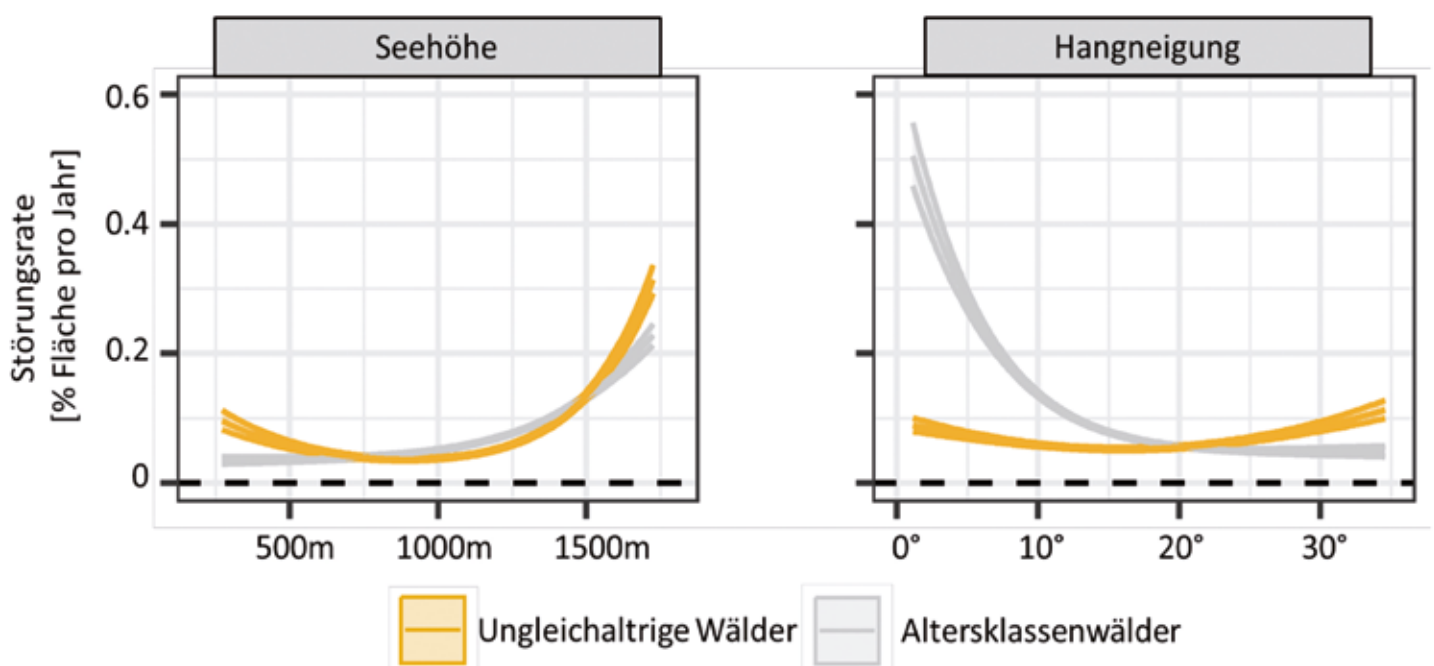 Seehöhe
Hangneigung
Störungsrate
[% Fläche pro Jahr]
0.6
0.4
0.2
0
500m 1000m 1500m
0° 10° 20° 30°
Ungleichaltrige Wälder Altersklassenwälder